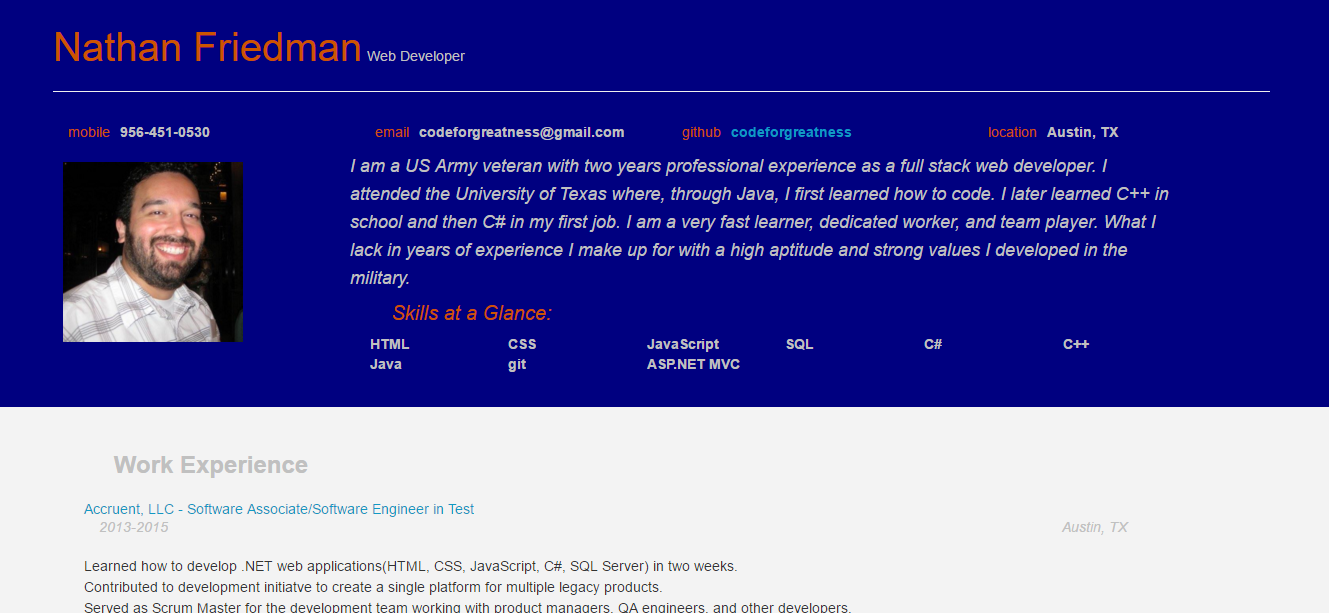 Nathan Friedman Web Developer
mobile 956-451-0530 email codeforgreatness@gmail.com github codeforgreatness location Austin, TX
I am a US Army veteran with two years professional experience as a full stack web developer. I
attended the University of Texas where, through Java, I first learned how to code. I later learned C++ in
school and then C# in my first job. I am a very fast learner, dedicated worker, and team player. What I
lack in years of experience I make up for with a high aptitude and strong values I developed in the
military.
Skills at a Glance:
HTML CSS JavaScript SQL C# C++
Java git ASP.NET MVC
Work Experience
Accruent, LLC - Software Associate/Software Engineer in Test
2013-2015 Austin, TX
Learned how to develop .NET web applications(HTML, CSS, JavaScript, C#, SQL Server) in two weeks.
Contributed to development initiatve to create a single platform for multiple legacy products.
Served as Scrum Master for the development team working with product managers, QA engineers, and other developers.